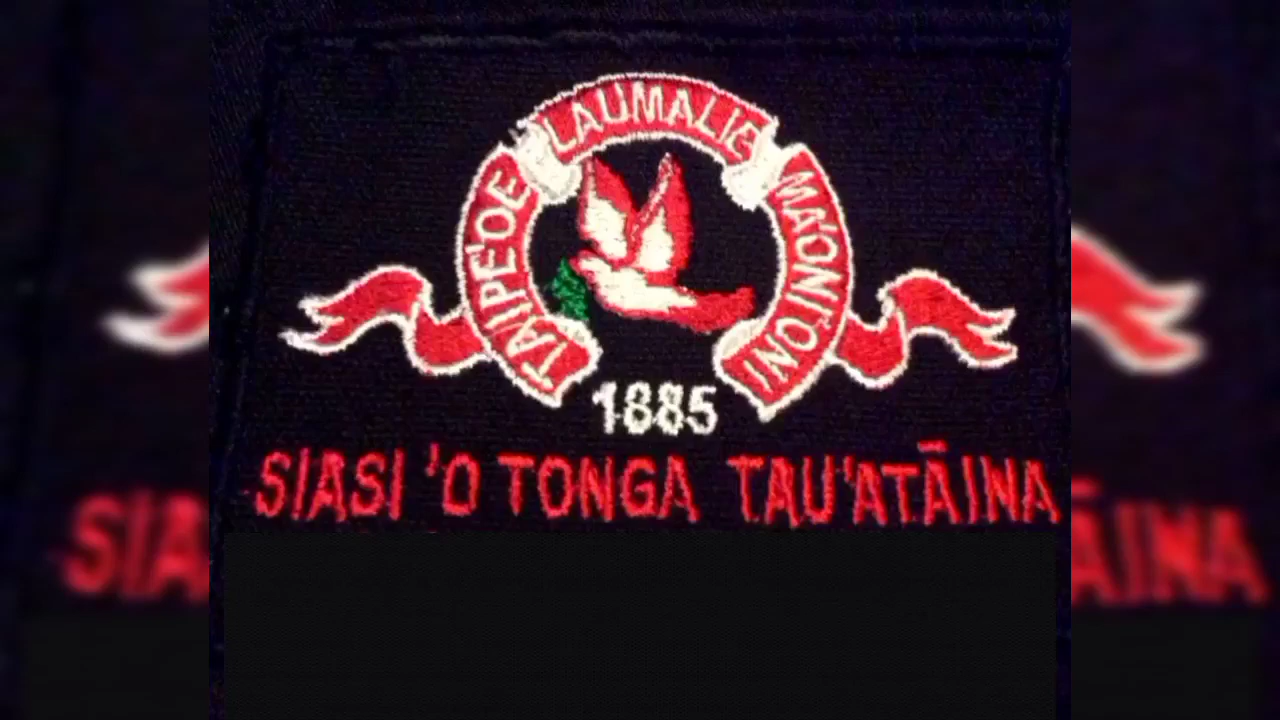 TAIPE'OE LAUMALIE MA'ONI'ONI
1885
SIASI 'O TONGA TAU'ATĀINA